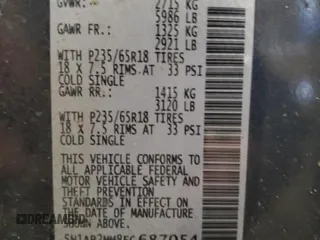 GVWR: 2715 KG
5986 LB
GAWR FR.: 1325 KG
2921 LB
WITH P235/65R18 TIRES
18 X 7.5 RIMS AT 33 PSI
COLD SINGLE
GAWR RR.: 1415 KG
3120 LB
WITH P235/65R18 TIRES
18 X 7.5 RIMS AT 33 PSI
COLD SINGLE
THIS VEHICLE CONFORMS TO
ALL APPLICABLE FEDERAL
MOTOR VEHICLE SAFETY AND
THEFT PREVENTION STANDARDS
IN EFFECT ON THE DATE OF
MANUFACTURE SHOWN ABOVE.